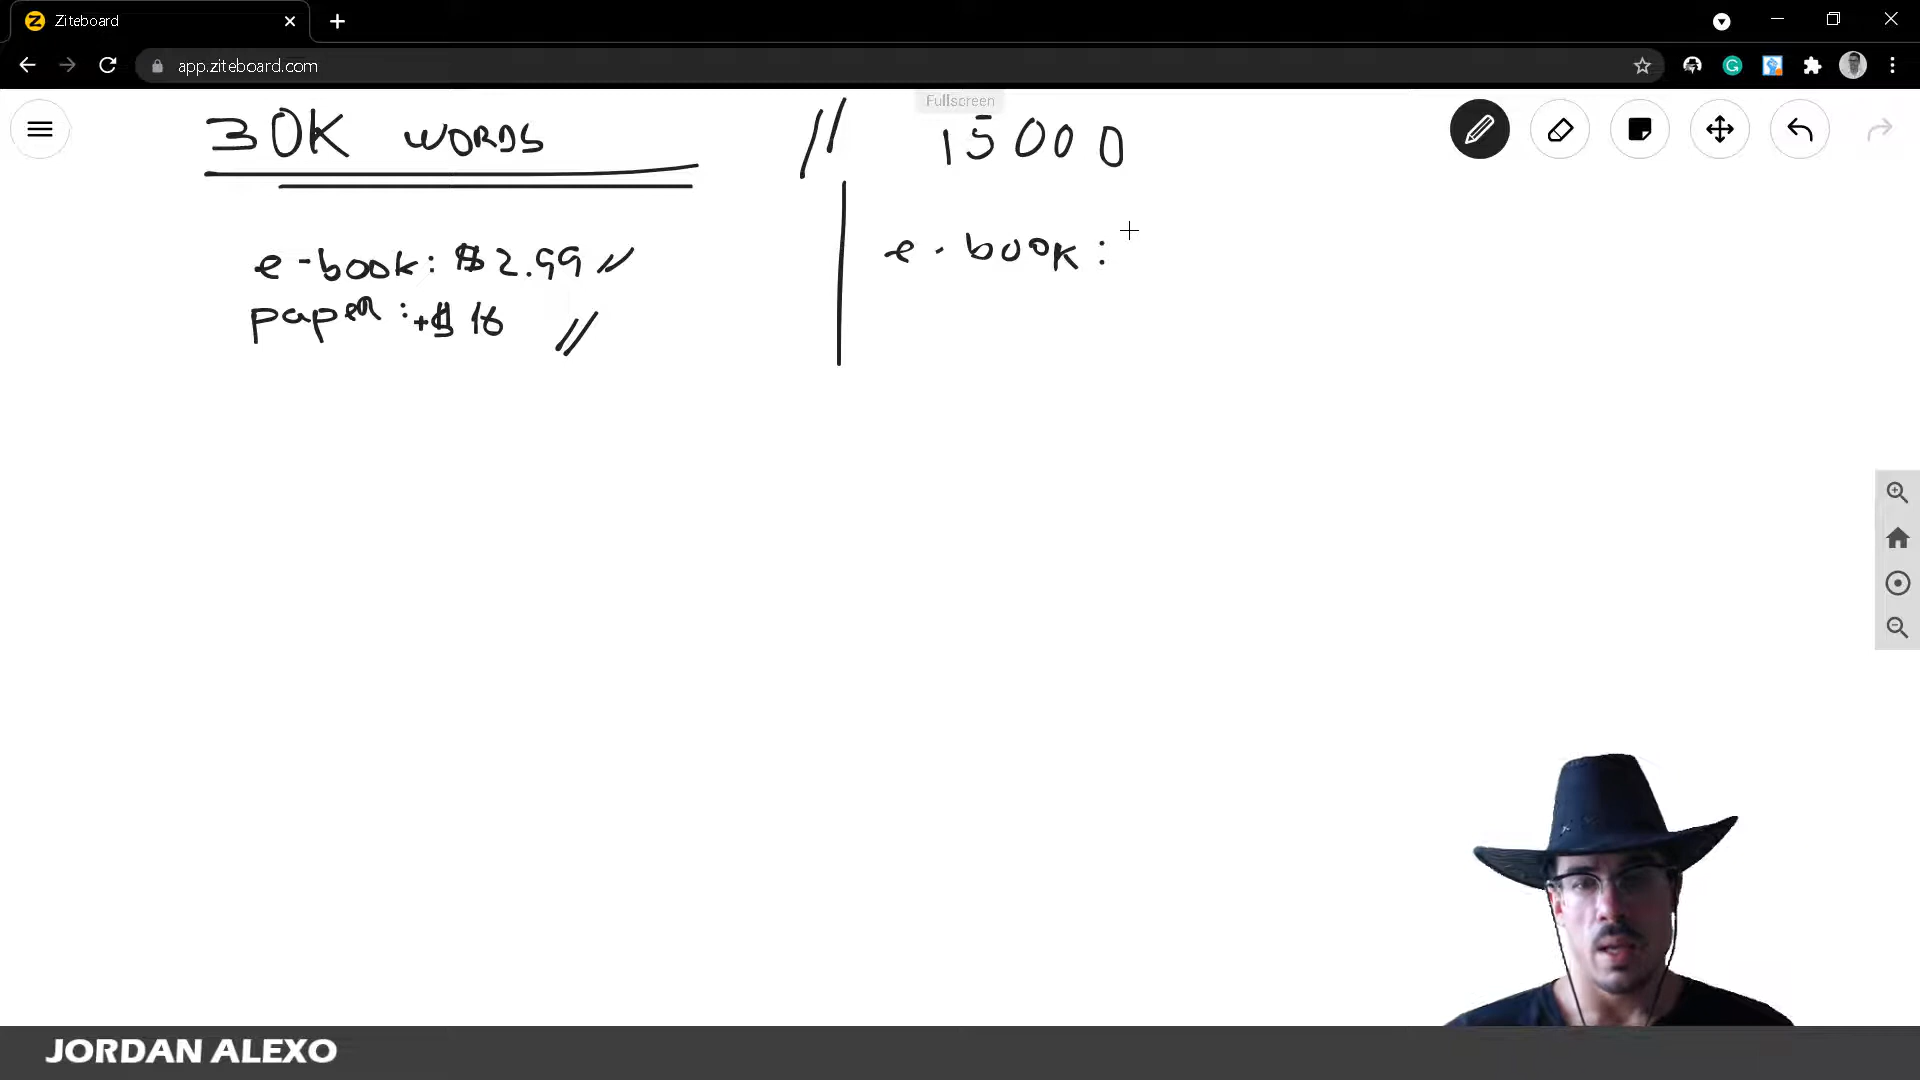 Ziteboard
app.ziteboard.com
Fullscreen
30K WORDS // 15000
e-book: $2.99 //
paper: +$16 //
e-book:
JORDAN ALEXO